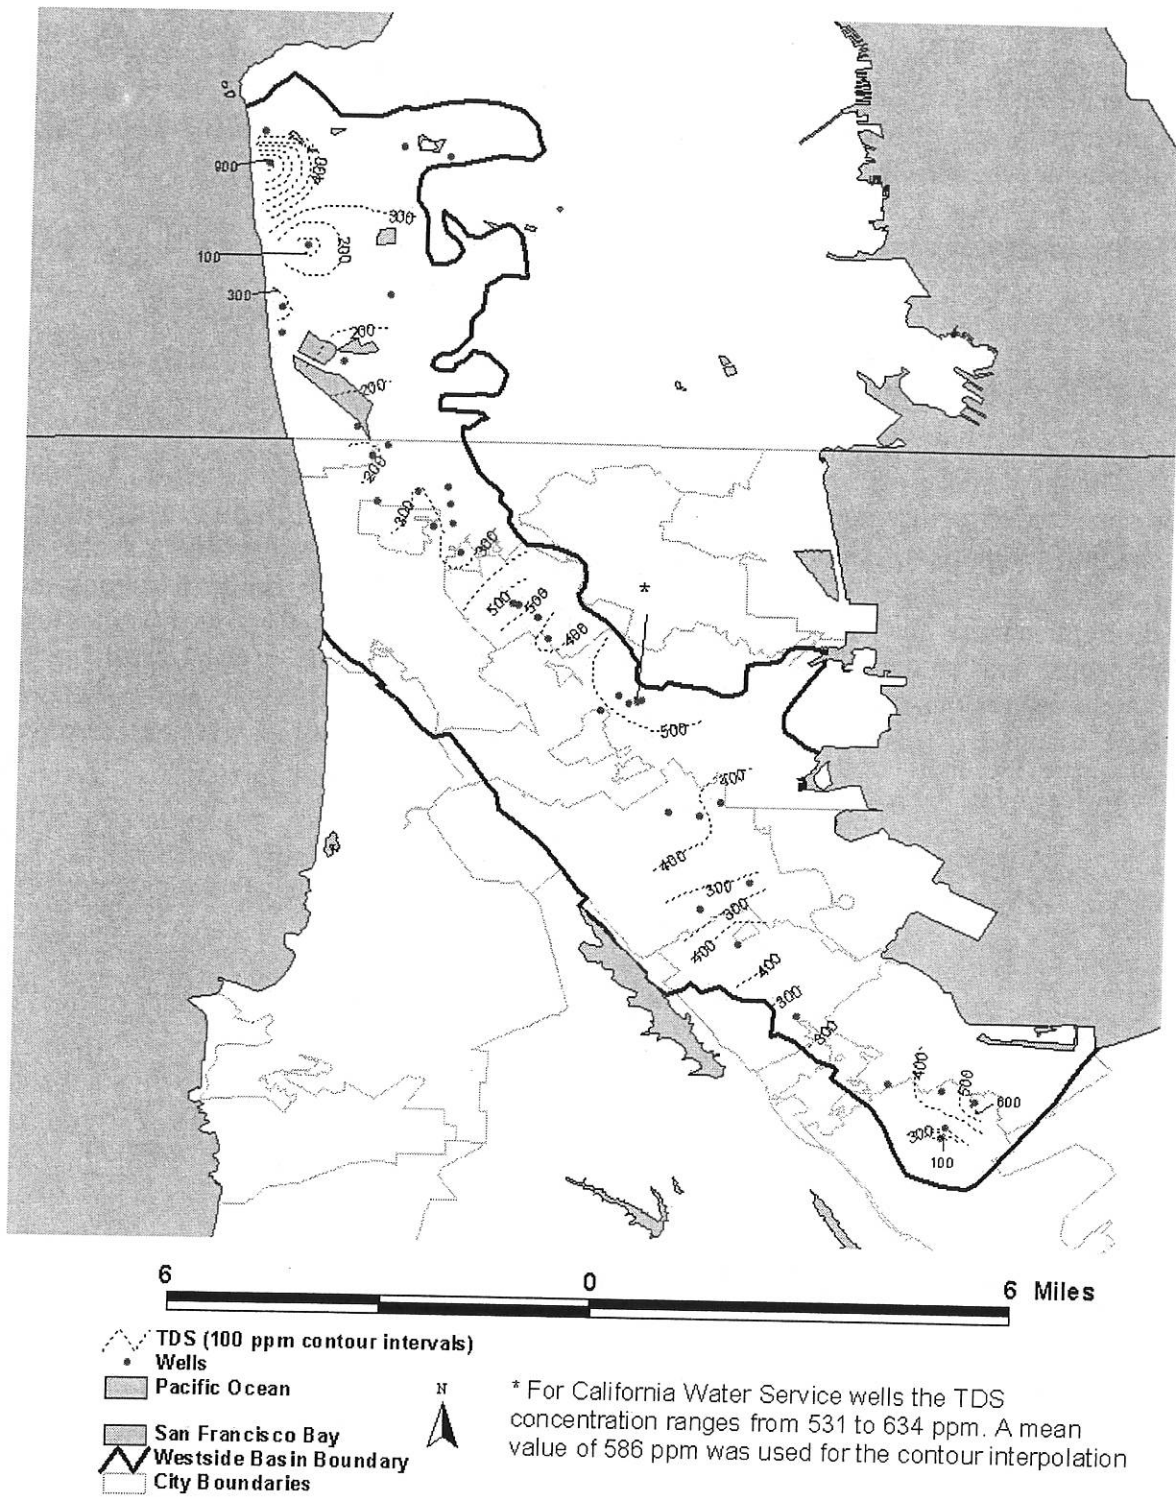 900
400
300
200
100
300
200
200
200
300
300
500
500
400
*
500
400
400
300
300
400
400
300
300
400
500
600
300
100
6 0 6 Miles
TDS (100 ppm contour intervals)
Wells
Pacific Ocean
San Francisco Bay
Westside Basin Boundary
City Boundaries
N
* For California Water Service wells the TDS
concentration ranges from 531 to 634 ppm. A mean
value of 586 ppm was used for the contour interpolation